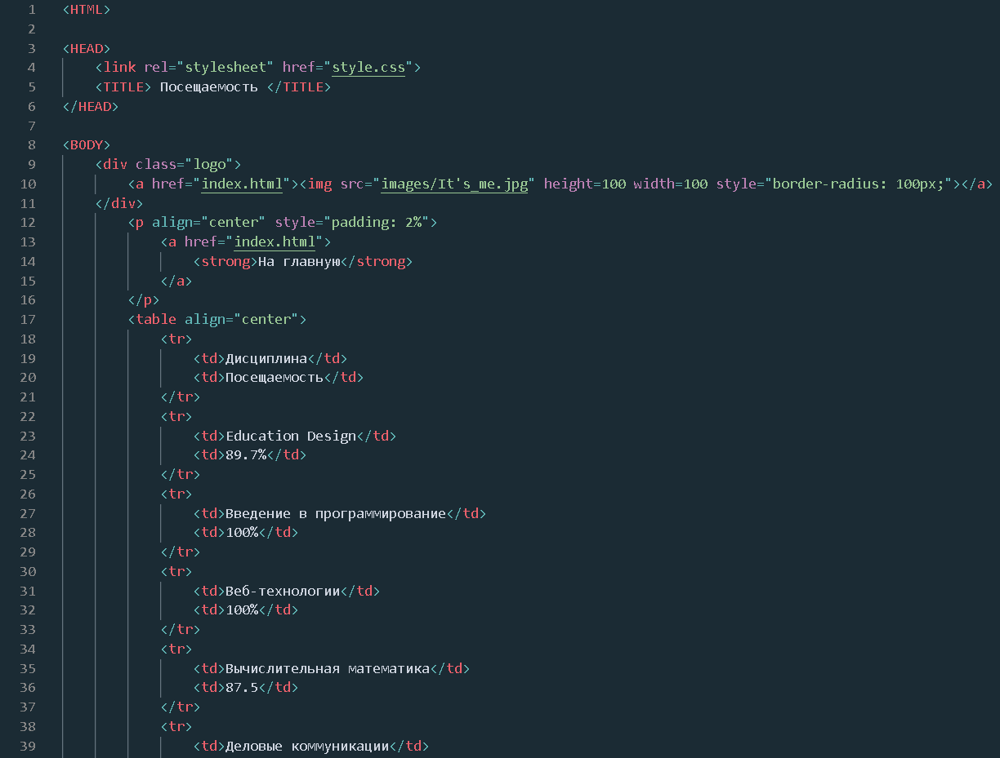 1 <HTML>
2
3 <HEAD>
4 <link rel="stylesheet" href="style.css">
5 <TITLE> Посещаемость </TITLE>
6 </HEAD>
7
8 <BODY>
9 <div class="logo">
10 <a href="index.html"><img src="images/It's_me.jpg" height=100 width=100 style="border-radius: 100px;"></a>
11 </div>
12 <p align="center" style="padding: 2%">
13 <a href="index.html">
14 <strong>На главную</strong>
15 </a>
16 </p>
17 <table align="center">
18 <tr>
19 <td>Дисциплина</td>
20 <td>Посещаемость</td>
21 </tr>
22 <tr>
23 <td>Education Design</td>
24 <td>89.7%</td>
25 </tr>
26 <tr>
27 <td>Введение в программирование</td>
28 <td>100%</td>
29 </tr>
30 <tr>
31 <td>Веб-технологии</td>
32 <td>100%</td>
33 </tr>
34 <tr>
35 <td>Вычислительная математика</td>
36 <td>87.5</td>
37 </tr>
38 <tr>
39 <td>Деловые коммуникации</td>